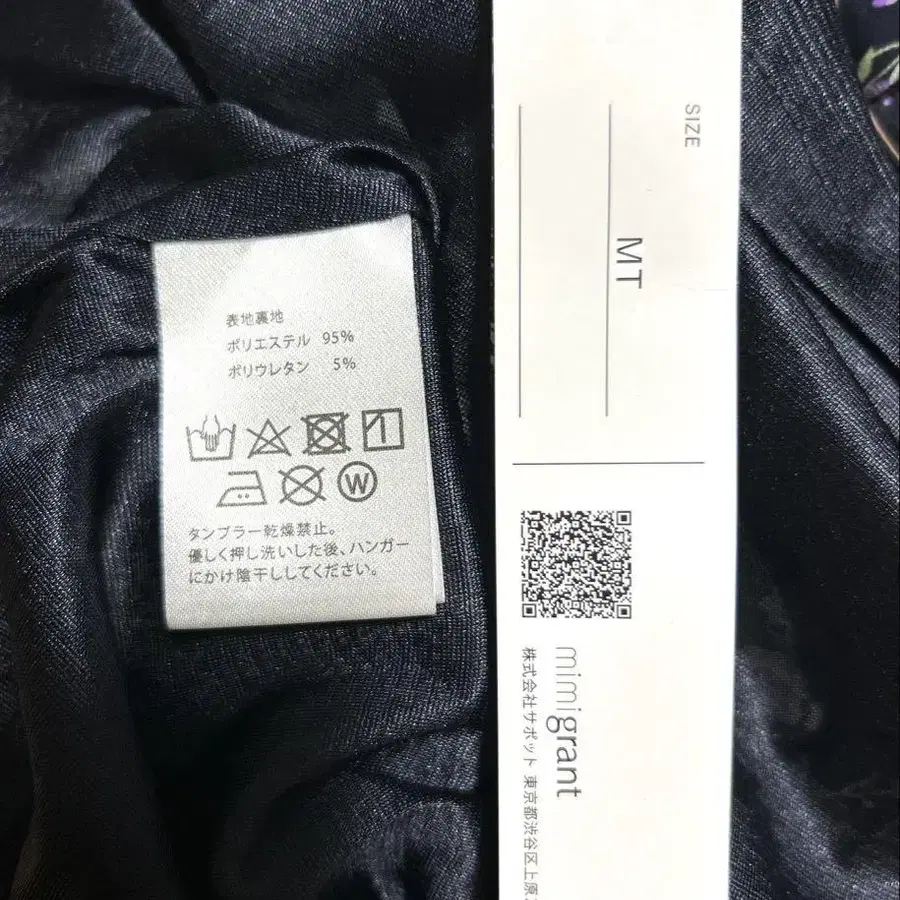 表地裏地
ポリエステル 95%
ポリウレタン 5%
W
タンブラー乾燥禁止。
優しく押し洗いした後、ハンガー
にかけ陰干ししてください。
SIZE
MT
mimigrant
株式会社サポット 東京都渋谷区上原